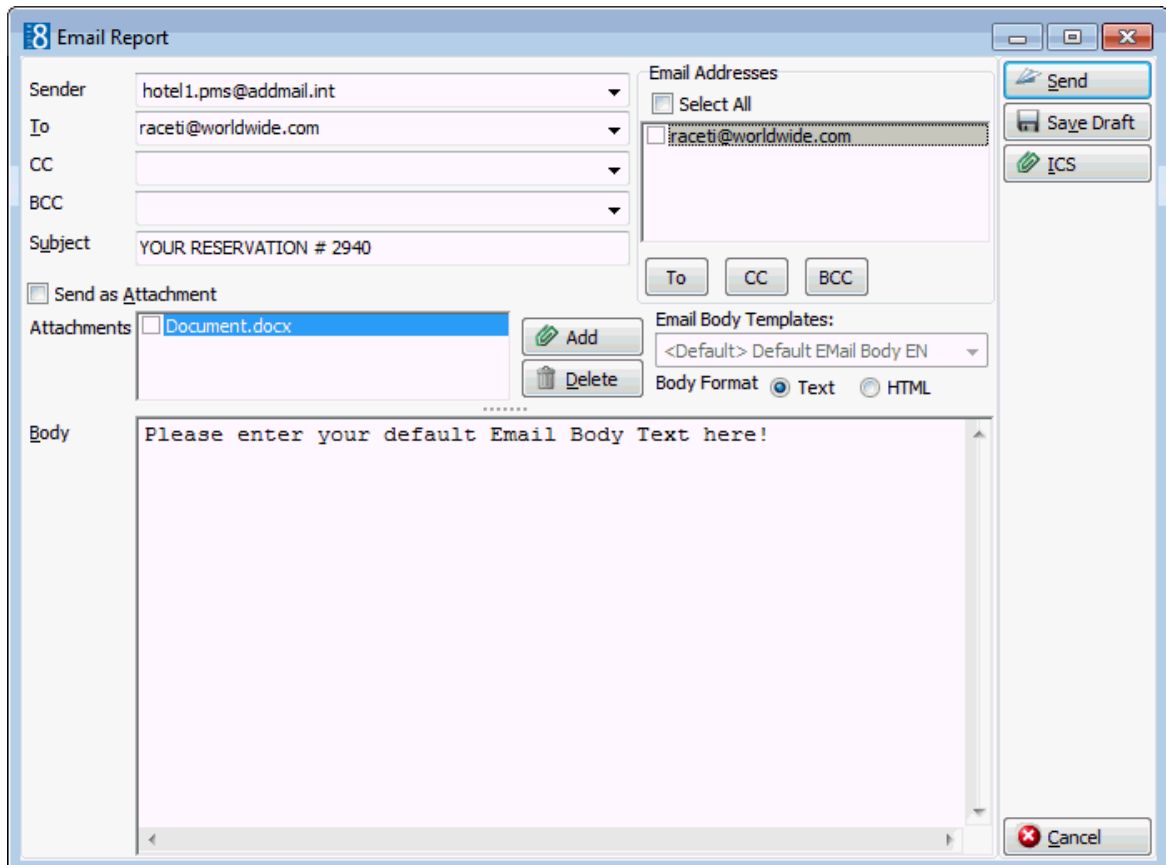 8 Email Report
Sender hotel1.pms@addmail.int
To raceti@worldwide.com
CC
BCC
Subject YOUR RESERVATION # 2940
Send as Attachment
Attachments Document.docx
Add
Delete
Email Addresses
Select All
raceti@worldwide.com
To CC BCC
Email Body Templates:
<Default> Default EMail Body EN
Body Format Text HTML
Body Please enter your default Email Body Text here!
Send
Save Draft
ICS
Cancel